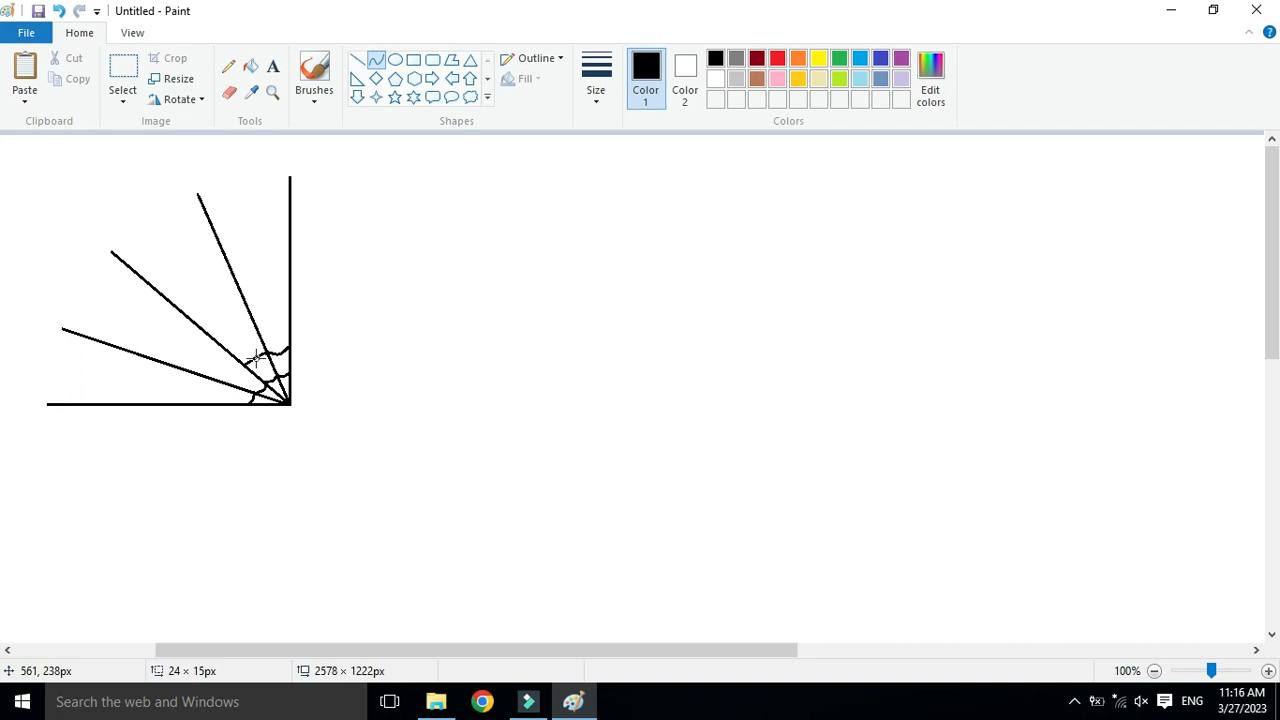 Untitled - Paint
File Home View
Paste Cut Copy Clipboard
Select Crop Resize Rotate Image
A Tools
Brushes
Outline Fill Shapes
Size
Color 1 Color 2 Edit colors Colors
561, 238px 24 × 15px 2578 × 1222px 100%
Search the web and Windows ENG 11:16 AM
3/27/2023